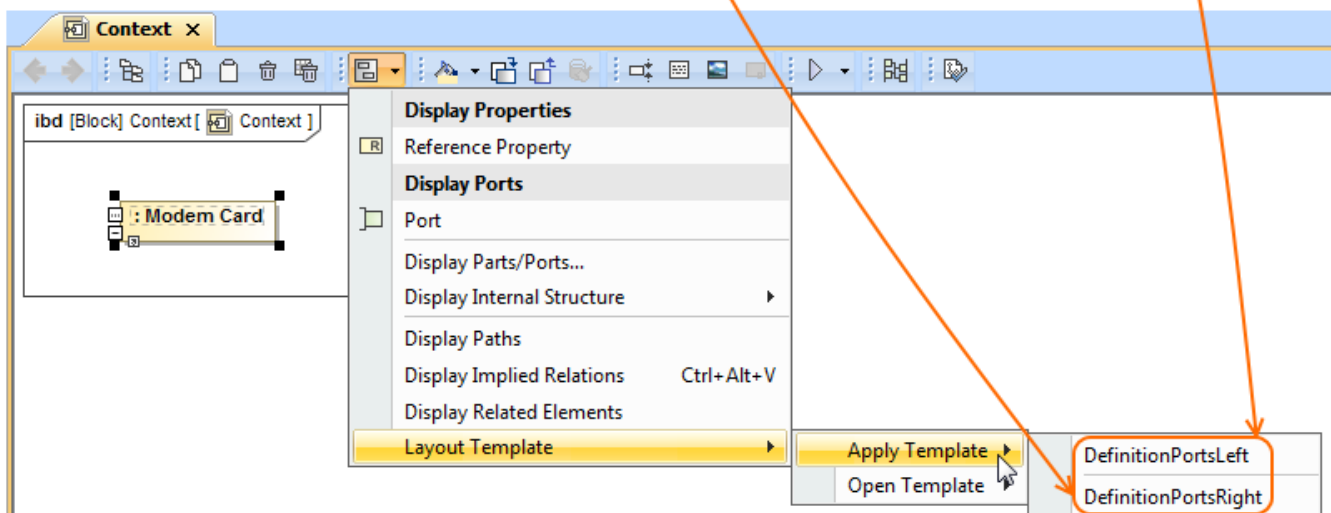 Context ×
ibd [Block] Context [ Context ]
: Modem Card
Display Properties
R Reference Property
Display Ports
Port
Display Parts/Ports...
Display Internal Structure
Display Paths
Display Implied Relations Ctrl+Alt+V
Display Related Elements
Layout Template
Apply Template
Open Template
DefinitionPortsLeft
DefinitionPortsRight